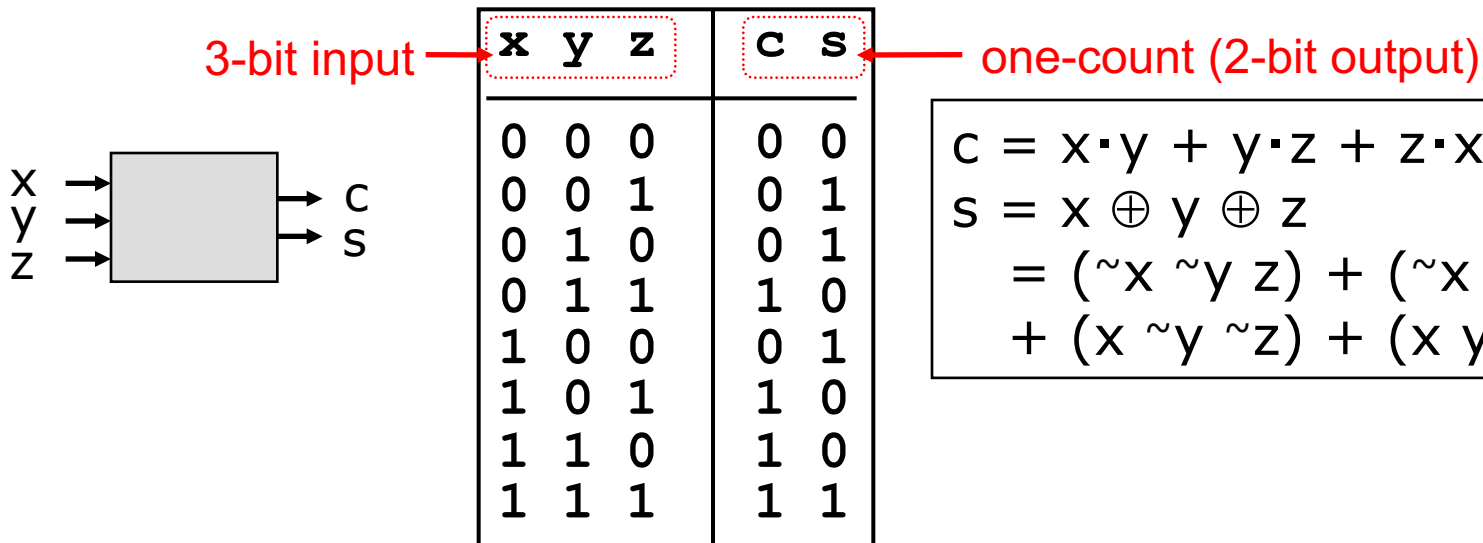 3-bit input
x y z c s
one-count (2-bit output)
0 0 0 0 0
0 0 1 0 1
0 1 0 0 1
0 1 1 1 0
1 0 0 0 1
1 0 1 1 0
1 1 0 1 0
1 1 1 1 1
x
y
z
c
s
c = x·y + y·z + z·x
s = x ⊕ y ⊕ z
= (~x ~y z) + (~x
+ (x ~y ~z) + (x y